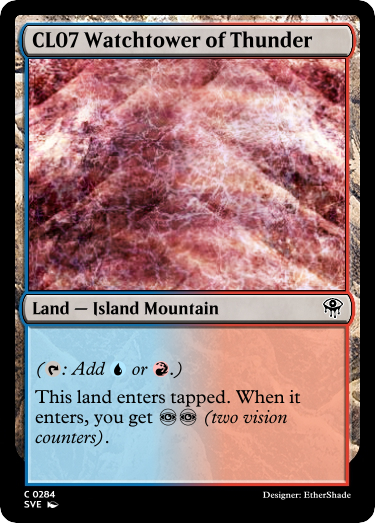 CL07 Watchtower of Thunder
Land — Island Mountain
(: Add or .)
This land enters tapped. When it
enters, you get (two vision
counters).
C 0284
SVE
Designer: EtherShade